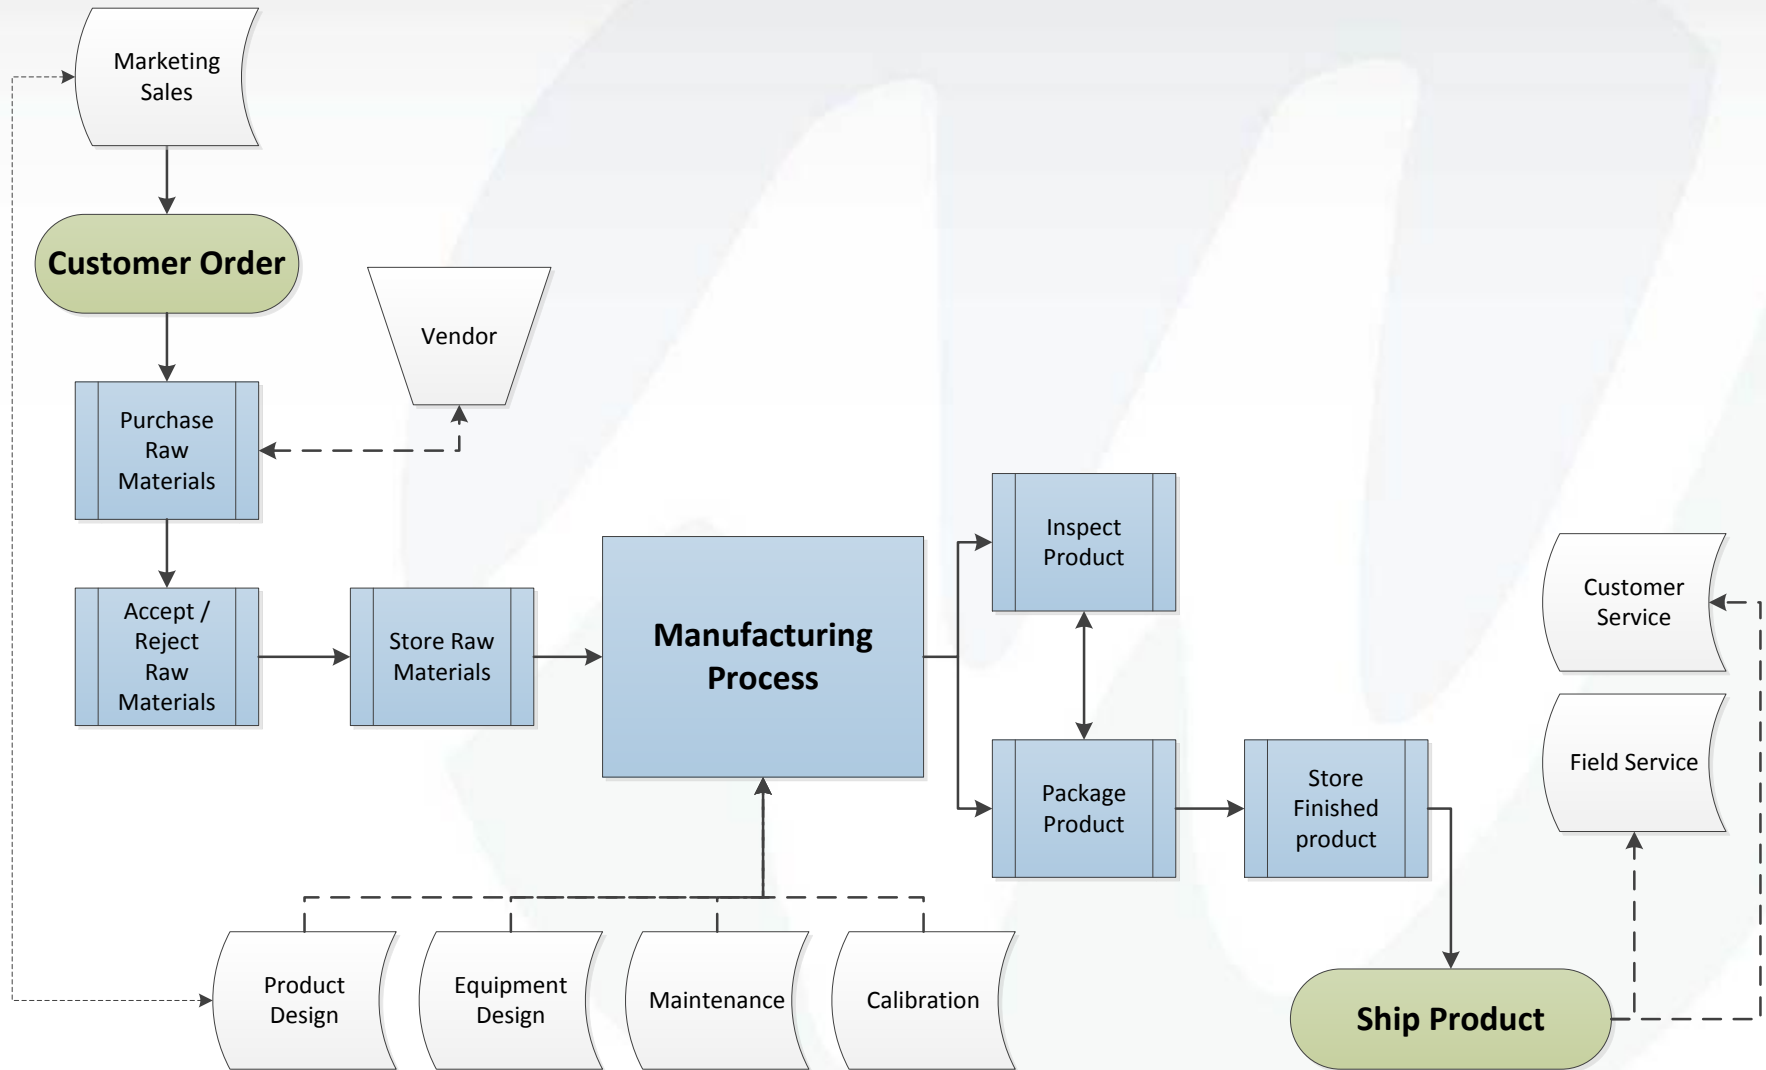 Marketing
Sales
Customer Order
Vendor
Purchase
Raw
Materials
Accept /
Reject
Raw
Materials
Store Raw
Materials
Manufacturing
Process
Inspect
Product
Package
Product
Store
Finished
product
Customer
Service
Field Service
Product
Design
Equipment
Design
Maintenance
Calibration
Ship Product